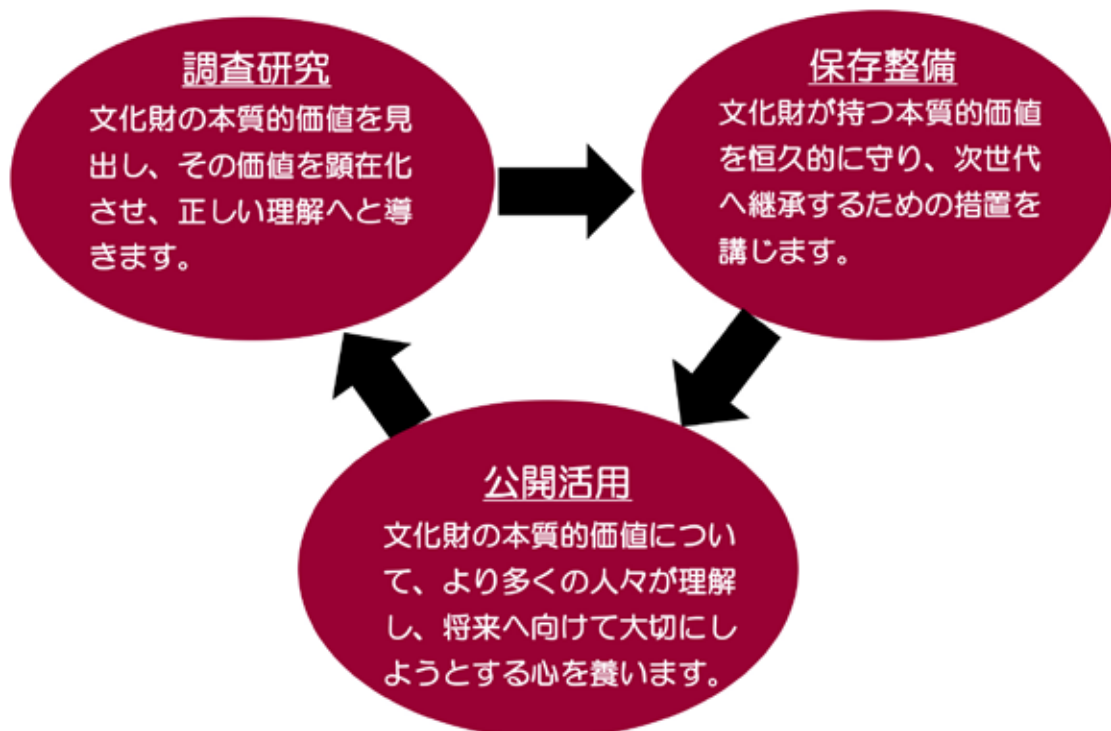 調査研究
文化財の本質的価値を見
出し、その価値を顕在化
させ、正しい理解へと導
きます。
保存整備
文化財が持つ本質的価値
を恒久的に守り、次世代
へ継承するための措置を
講じます。
公開活用
文化財の本質的価値につい
て、より多くの人々が理解
し、将来へ向けて大切にし
ようとする心を養います。